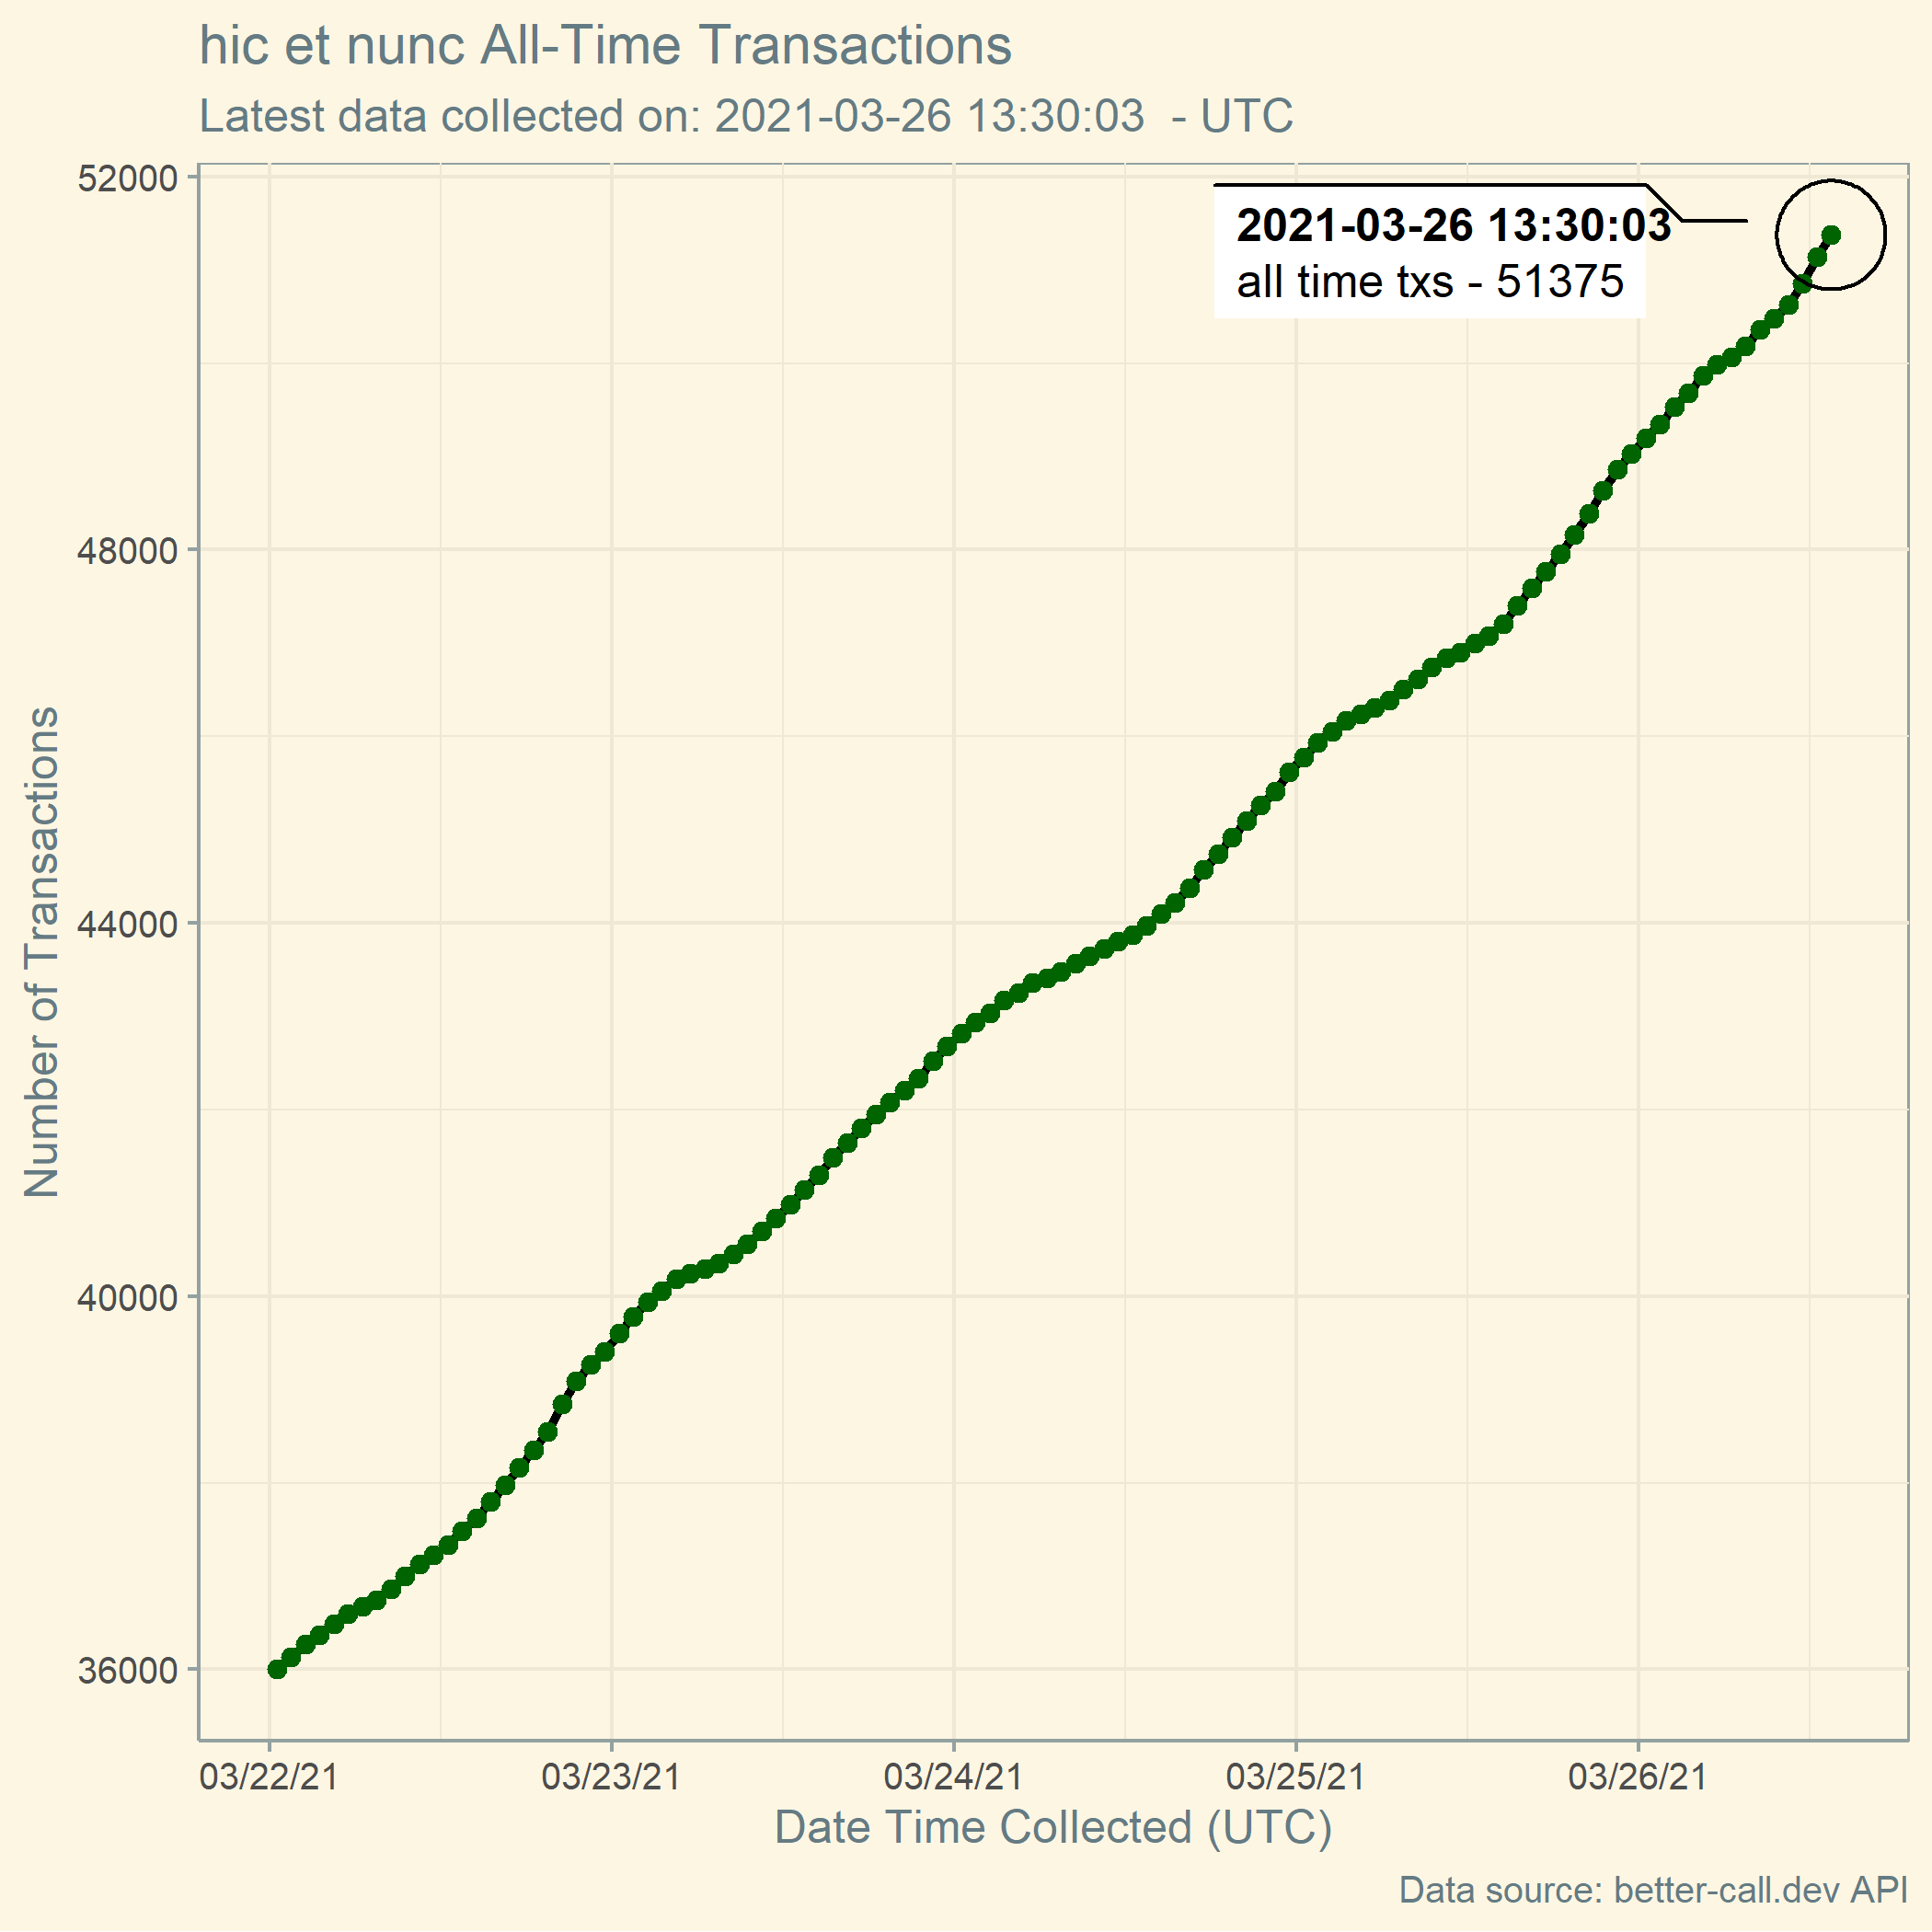 hic et nunc All-Time Transactions
Latest data collected on: 2021-03-26 13:30:03  - UTC
52000
2021-03-26 13:30:03
all time txs - 51375
48000
44000
40000
36000
Number of Transactions
03/22/21 03/23/21 03/24/21 03/25/21 03/26/21
Date Time Collected (UTC)
Data source: better-call.dev API